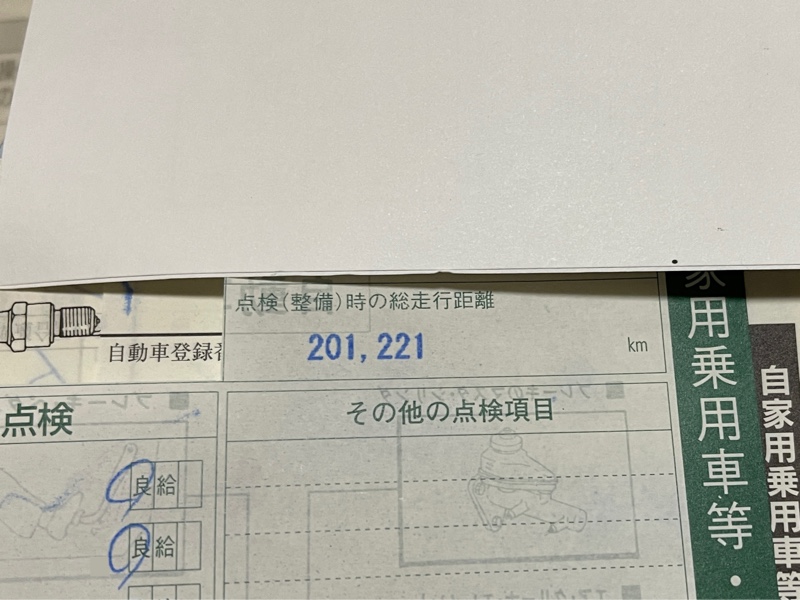 点検(整備)時の総走行距離
201,221 km
自動車登録番
点検
その他の点検項目
良 給
良 給
家用乗用車等・
自家用乗用車等